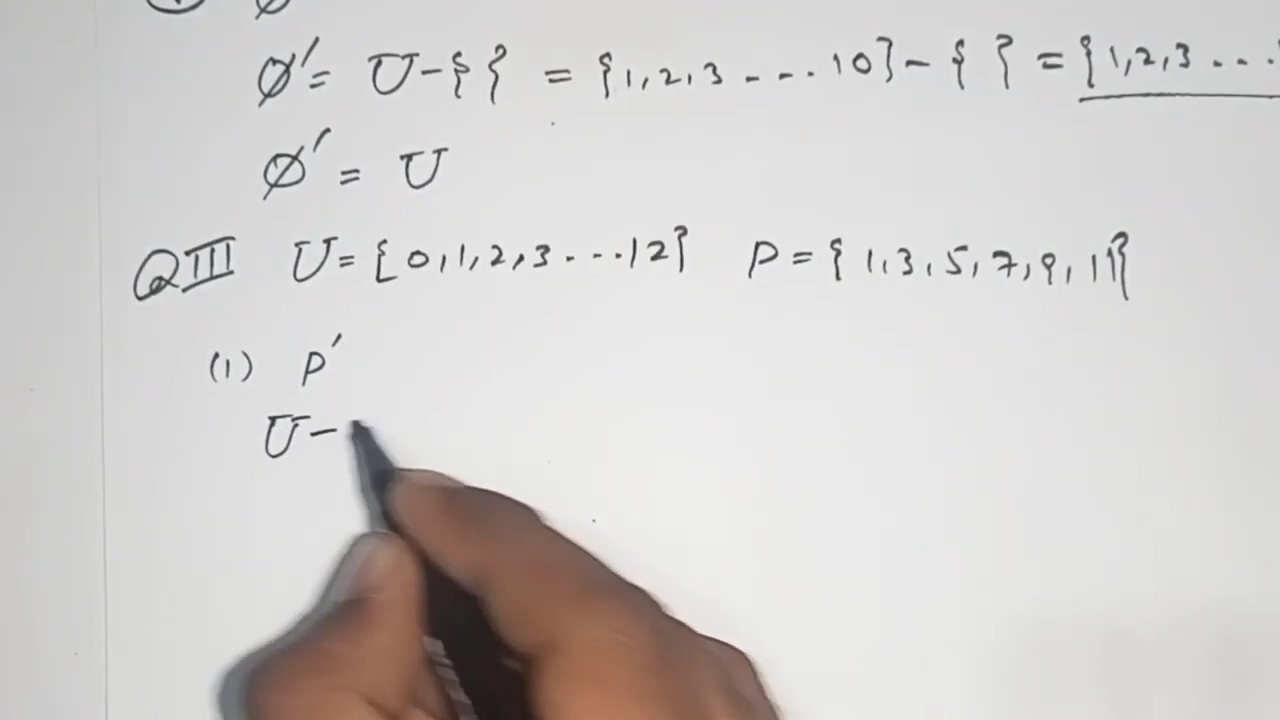 ∅' = U - { } = {1, 2, 3 ---. 10} - { } = {1, 2, 3 ...
∅' = U
QIII U = {0, 1, 2, 3 - ... 12} P = {1, 3, 5, 7, 9, 11}
(1) P'
U -